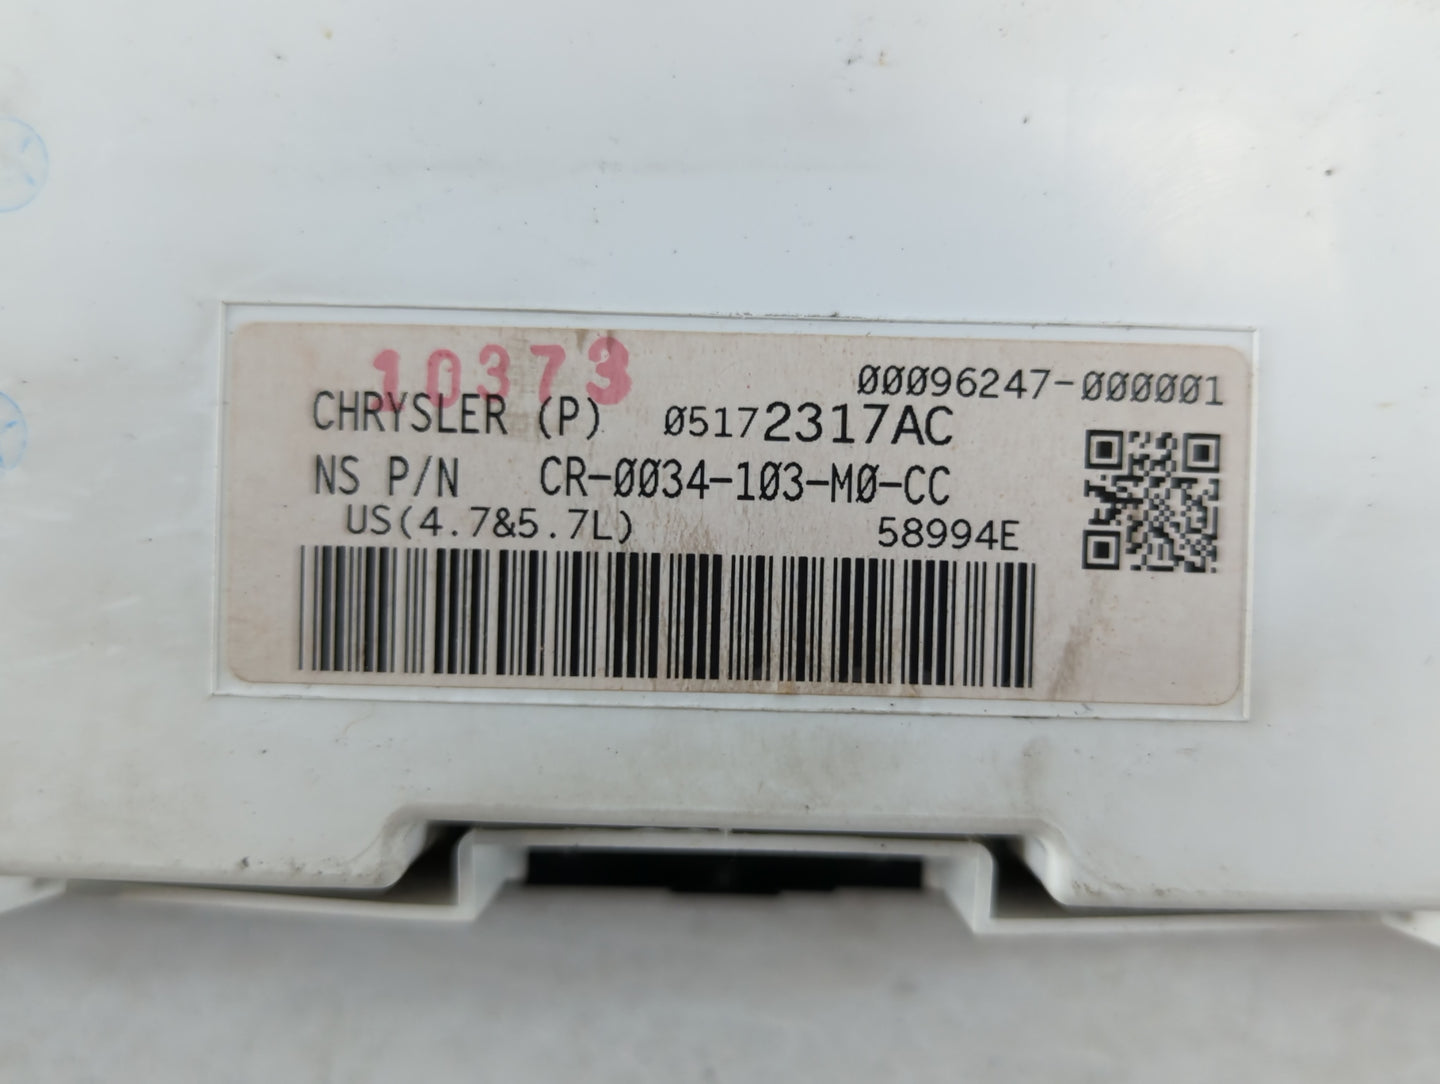 10373
00096247-000001
CHRYSLER (P) 05172317AC
NS P/N CR-0034-103-M0-CC
US(4.7&5.7L) 58994E